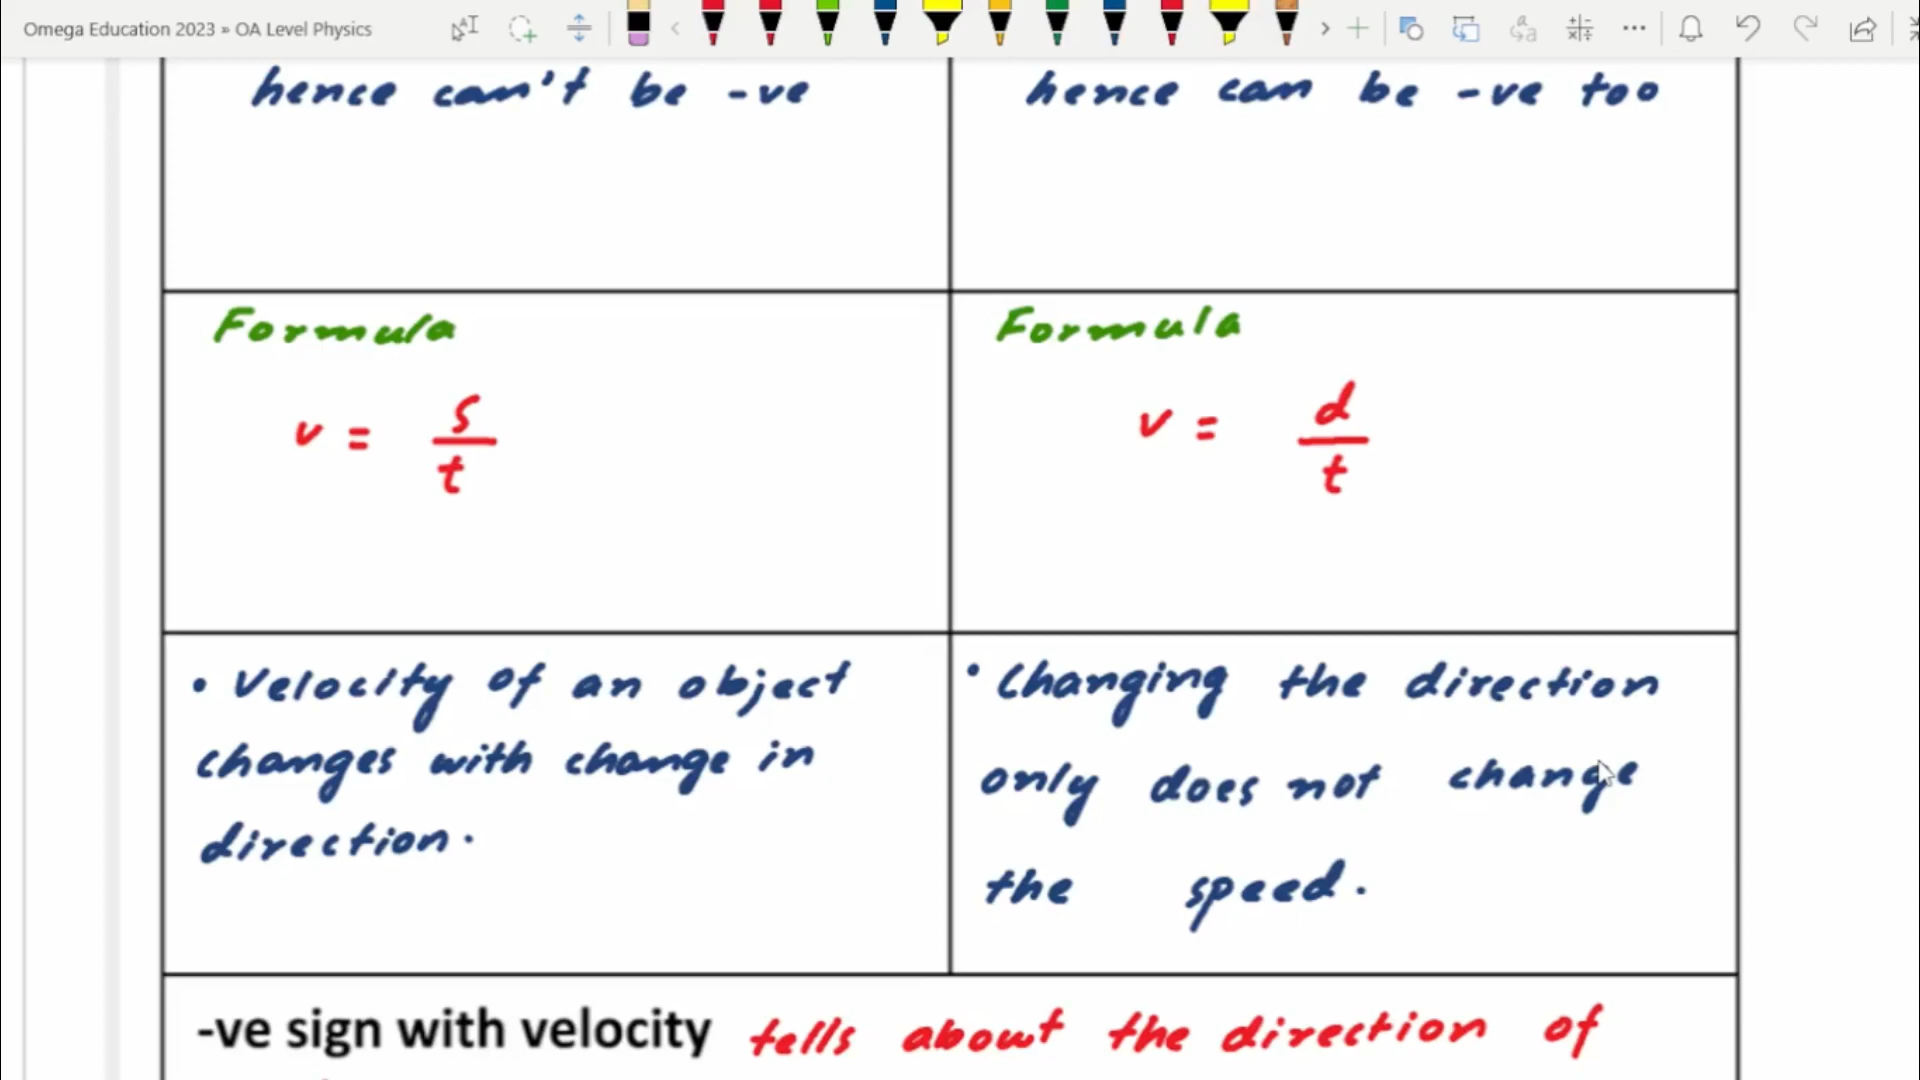 Omega Education 2023 » OA Level Physics
hence can't be -ve
hence can be -ve too
Formula
v = s/t
Formula
v = d/t
• Velocity of an object
changes with change in
direction.
• Changing the direction
only does not change
the speed.
-ve sign with velocity tells about the direction of